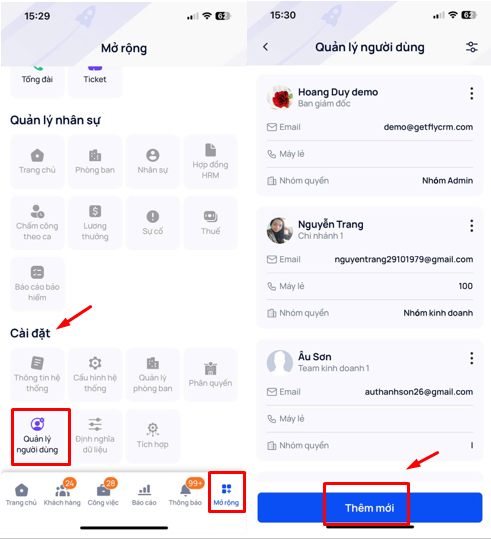 15:29
62
Mở rộng
Tổng đài
Ticket
Quản lý nhân sự
Trang chủ
Phòng ban
Nhân sự
Hợp đồng
HRM
Chấm công
theo ca
Lương
thưởng
Sự cố
Thuế
Báo cáo bảo
hiểm
Cài đặt
Thông tin hệ
thống
Cấu hình hệ
thống
Quản lý
phòng ban
Phân quyền
Quản lý
người dùng
Định nghĩa
dữ liệu
Tích hợp
24
28
99+
Trang chủ
Khách hàng
Công việc
Báo cáo
Thông báo
Mở rộng
15:30
62
Quản lý người dùng
Hoang Duy demo
Ban giám đốc
Email demo@getflycrm.com
Máy lẻ
Nhóm quyền Nhóm Admin
Nguyễn Trang
Chi nhánh 1
Email nguyentrang29101979@gmail.com
Máy lẻ 100
Nhóm quyền Nhóm kinh doanh
Âu Sơn
Team kinh doanh 1
Email authanhson26@gmail.com
Máy lẻ
Nhóm quyền I
Thêm mới